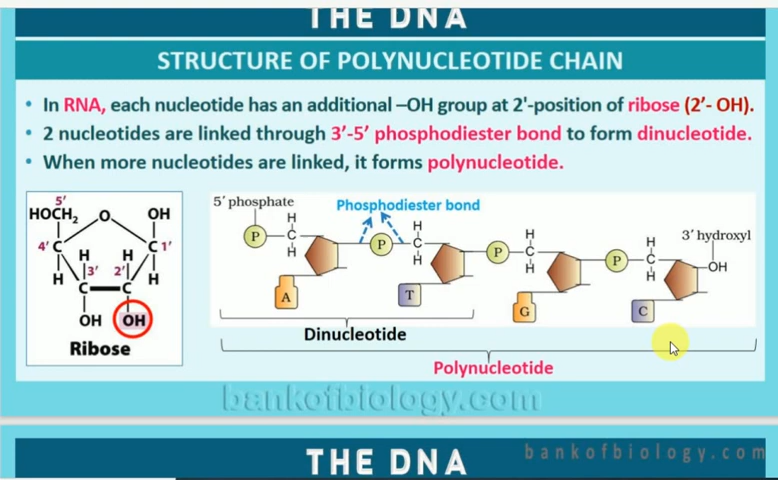 THE DNA
STRUCTURE OF POLYNUCLEOTIDE CHAIN
• In RNA, each nucleotide has an additional –OH group at 2'-position of ribose (2′- OH).
• 2 nucleotides are linked through 3′-5′ phosphodiester bond to form dinucleotide.
• When more nucleotides are linked, it forms polynucleotide.
5′
HOCH2 O OH
4′ C H H C 1′
3′ 2′
H C C H
OH OH
Ribose
5′ phosphate Phosphodiester bond 3′ hydroxyl
H H H H
P C P C P C P C OH
H H H H
A T G C
Dinucleotide
Polynucleotide
bankofbiology.com
THE DNA
bankofbiology.com